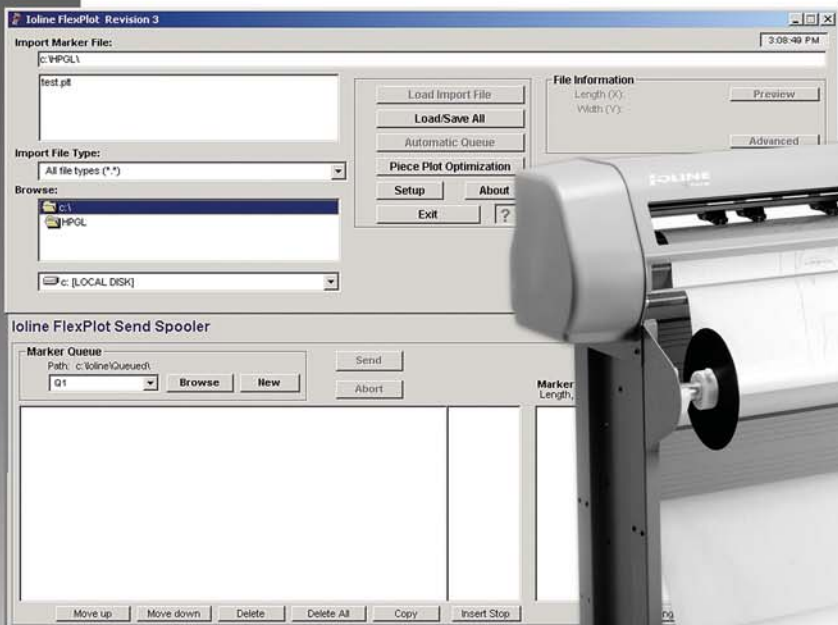 Ioline FlexPlot Revision 3
3:08:49 PM
Import Marker File:
c:\HPGL\
test.plt
Load Import File
Load/Save All
Automatic Queue
Piece Plot Optimization
Setup
About
Exit
?
File Information
Length (X):
Width (Y):
Preview
Advanced
Import File Type:
All file types (*.*)
Browse:
c:\
HPGL
c: [LOCAL DISK]
IOLINE
Ioline FlexPlot Send Spooler
Marker Queue
Path: c:\Ioline\Queued\
Q1
Browse
New
Send
Abort
Marker
Length,
Move up
Move down
Delete
Delete All
Copy
Insert Stop